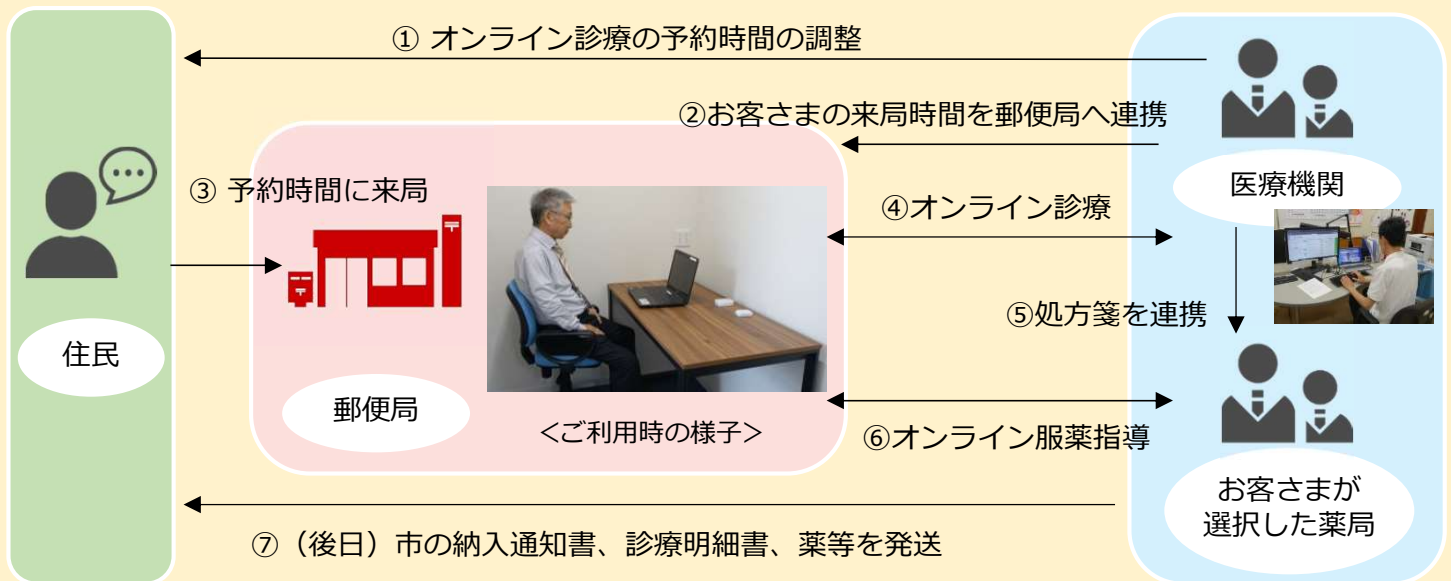 ① オンライン診療の予約時間の調整
②お客さまの来局時間を郵便局へ連携
医療機関
③ 予約時間に来局
④オンライン診療
⑤処方箋を連携
住民
郵便局
<ご利用時の様子>
⑥オンライン服薬指導
お客さまが
選択した薬局
⑦（後日）市の納入通知書、診療明細書、薬等を発送